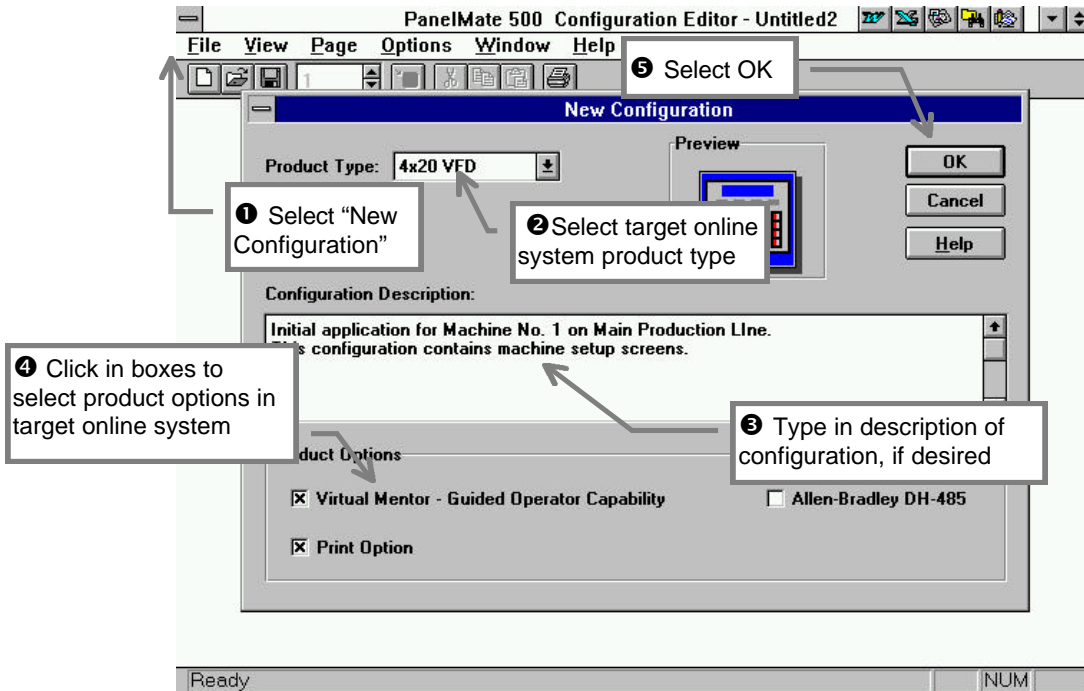 PanelMate 500 Configuration Editor - Untitled2
File View Page Options Window Help
1
❺ Select OK
New Configuration
Product Type: 4x20 VFD
Preview
OK
Cancel
Help
❶ Select “New
Configuration”
❷Select target online
system product type
Configuration Description:
Initial application for Machine No. 1 on Main Production LIne.
This configuration contains machine setup screens.
❹ Click in boxes to
select product options in
target online system
❸ Type in description of
configuration, if desired
duct Options
Virtual Mentor - Guided Operator Capability
Allen-Bradley DH-485
Print Option
Ready
NUM